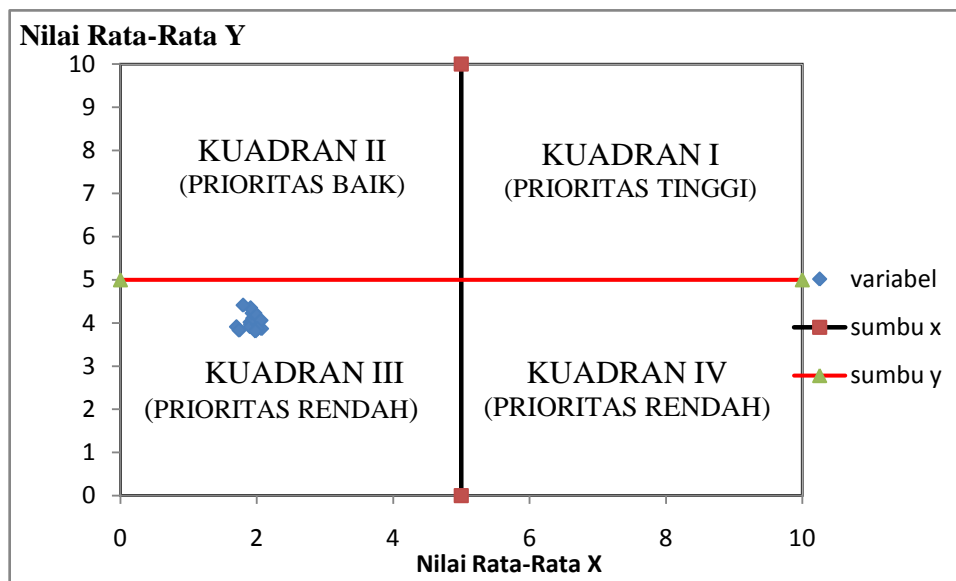 Nilai Rata-Rata Y
10
9
8
7
6
5
4
3
2
1
0
KUADRAN II
(PRIORITAS BAIK)
KUADRAN I
(PRIORITAS TINGGI)
KUADRAN III
(PRIORITAS RENDAH)
KUADRAN IV
(PRIORITAS RENDAH)
variabel
sumbu x
sumbu y
0 2 4 6 8 10
Nilai Rata-Rata X